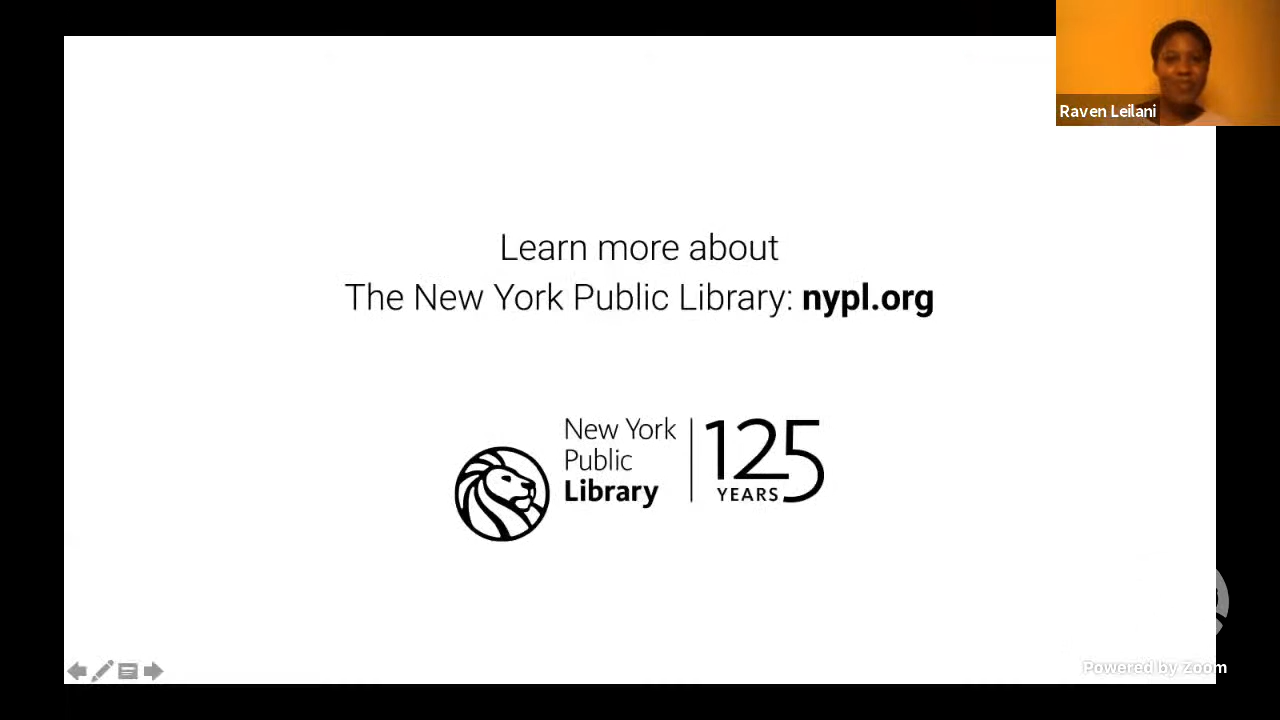 Raven Leilani
Learn more about
The New York Public Library: nypl.org
New York
Public
Library
125
YEARS
Powered by Zoom